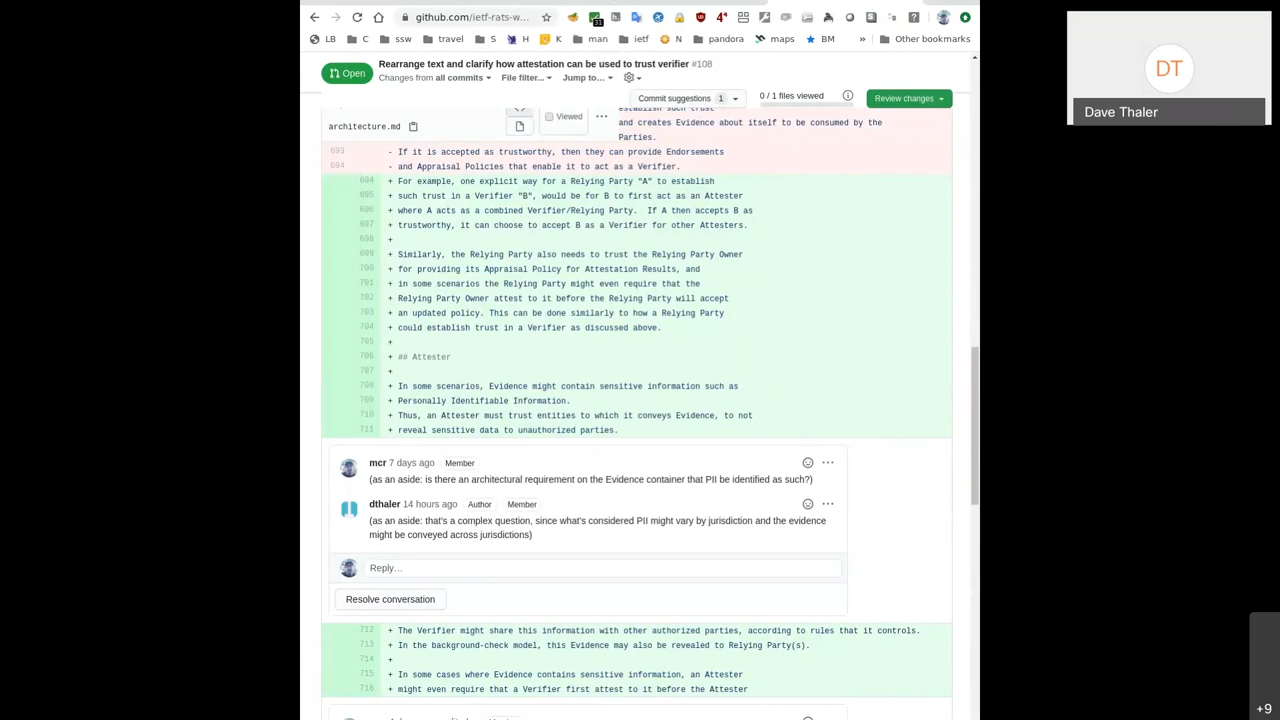 github.com/ietf-rats-w...
31
4°
LB
C
ssw
travel
S
H
K
man
ietf
N
pandora
maps
BM
»
Other bookmarks
Open
Rearrange text and clarify how attestation can be used to trust verifier #108
Changes from all commits
File filter...
Jump to...
Commit suggestions 1
0 / 1 files viewed
Review changes
architecture.md
Viewed
establish such trust
and creates Evidence about itself to be consumed by the
Parties.
693 - If it is accepted as trustworthy, then they can provide Endorsements
694 - and Appraisal Policies that enable it to act as a Verifier.
694 + For example, one explicit way for a Relying Party "A" to establish
695 + such trust in a Verifier "B", would be for B to first act as an Attester
696 + where A acts as a combined Verifier/Relying Party.  If A then accepts B as
697 + trustworthy, it can choose to accept B as a Verifier for other Attesters.
698 +
699 + Similarly, the Relying Party also needs to trust the Relying Party Owner
700 + for providing its Appraisal Policy for Attestation Results, and
701 + in some scenarios the Relying Party might even require that the
702 + Relying Party Owner attest to it before the Relying Party will accept
703 + an updated policy. This can be done similarly to how a Relying Party
704 + could establish trust in a Verifier as discussed above.
705 +
706 + ## Attester
707 +
708 + In some scenarios, Evidence might contain sensitive information such as
709 + Personally Identifiable Information.
710 + Thus, an Attester must trust entities to which it conveys Evidence, to not
711 + reveal sensitive data to unauthorized parties.
mcr 7 days ago Member
(as an aside: is there an architectural requirement on the Evidence container that PII be identified as such?)
dthaler 14 hours ago Author Member
(as an aside: that's a complex question, since what's considered PII might vary by jurisdiction and the evidence
might be conveyed across jurisdictions)
Reply...
Resolve conversation
712 + The Verifier might share this information with other authorized parties, according to rules that it controls.
713 + In the background-check model, this Evidence may also be revealed to Relying Party(s).
714 +
715 + In some cases where Evidence contains sensitive information, an Attester
716 + might even require that a Verifier first attest to it before the Attester
DT
Dave Thaler
+9